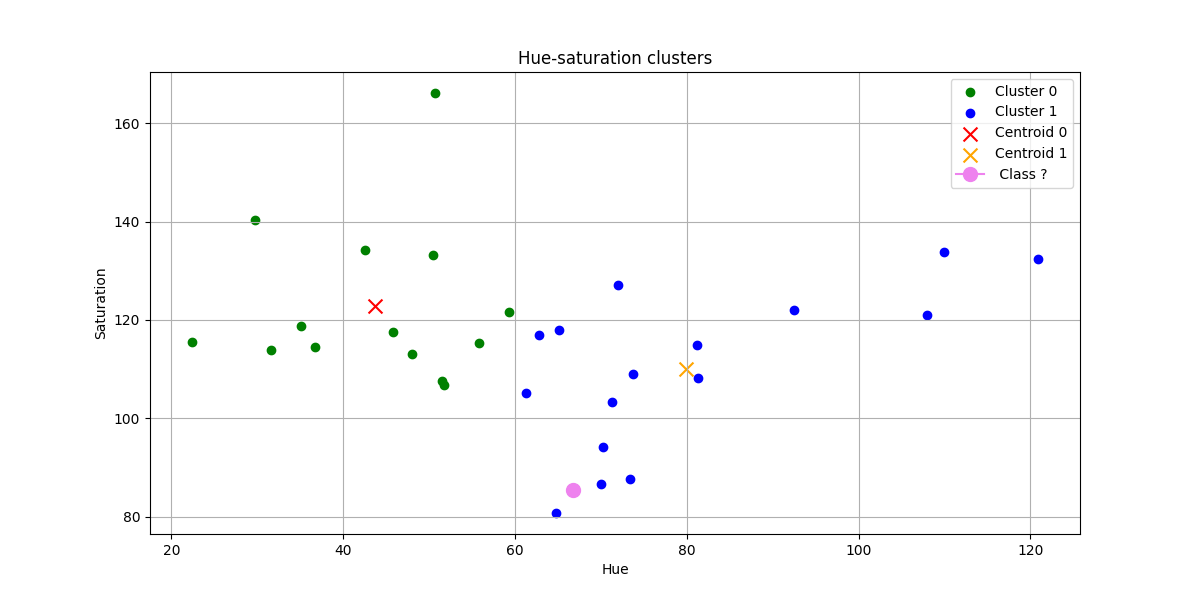 Hue-saturation clusters
Cluster 0
Cluster 1
Centroid 0
Centroid 1
Class ?
160
140
120
100
80
Saturation
20 40 60 80 100 120
Hue